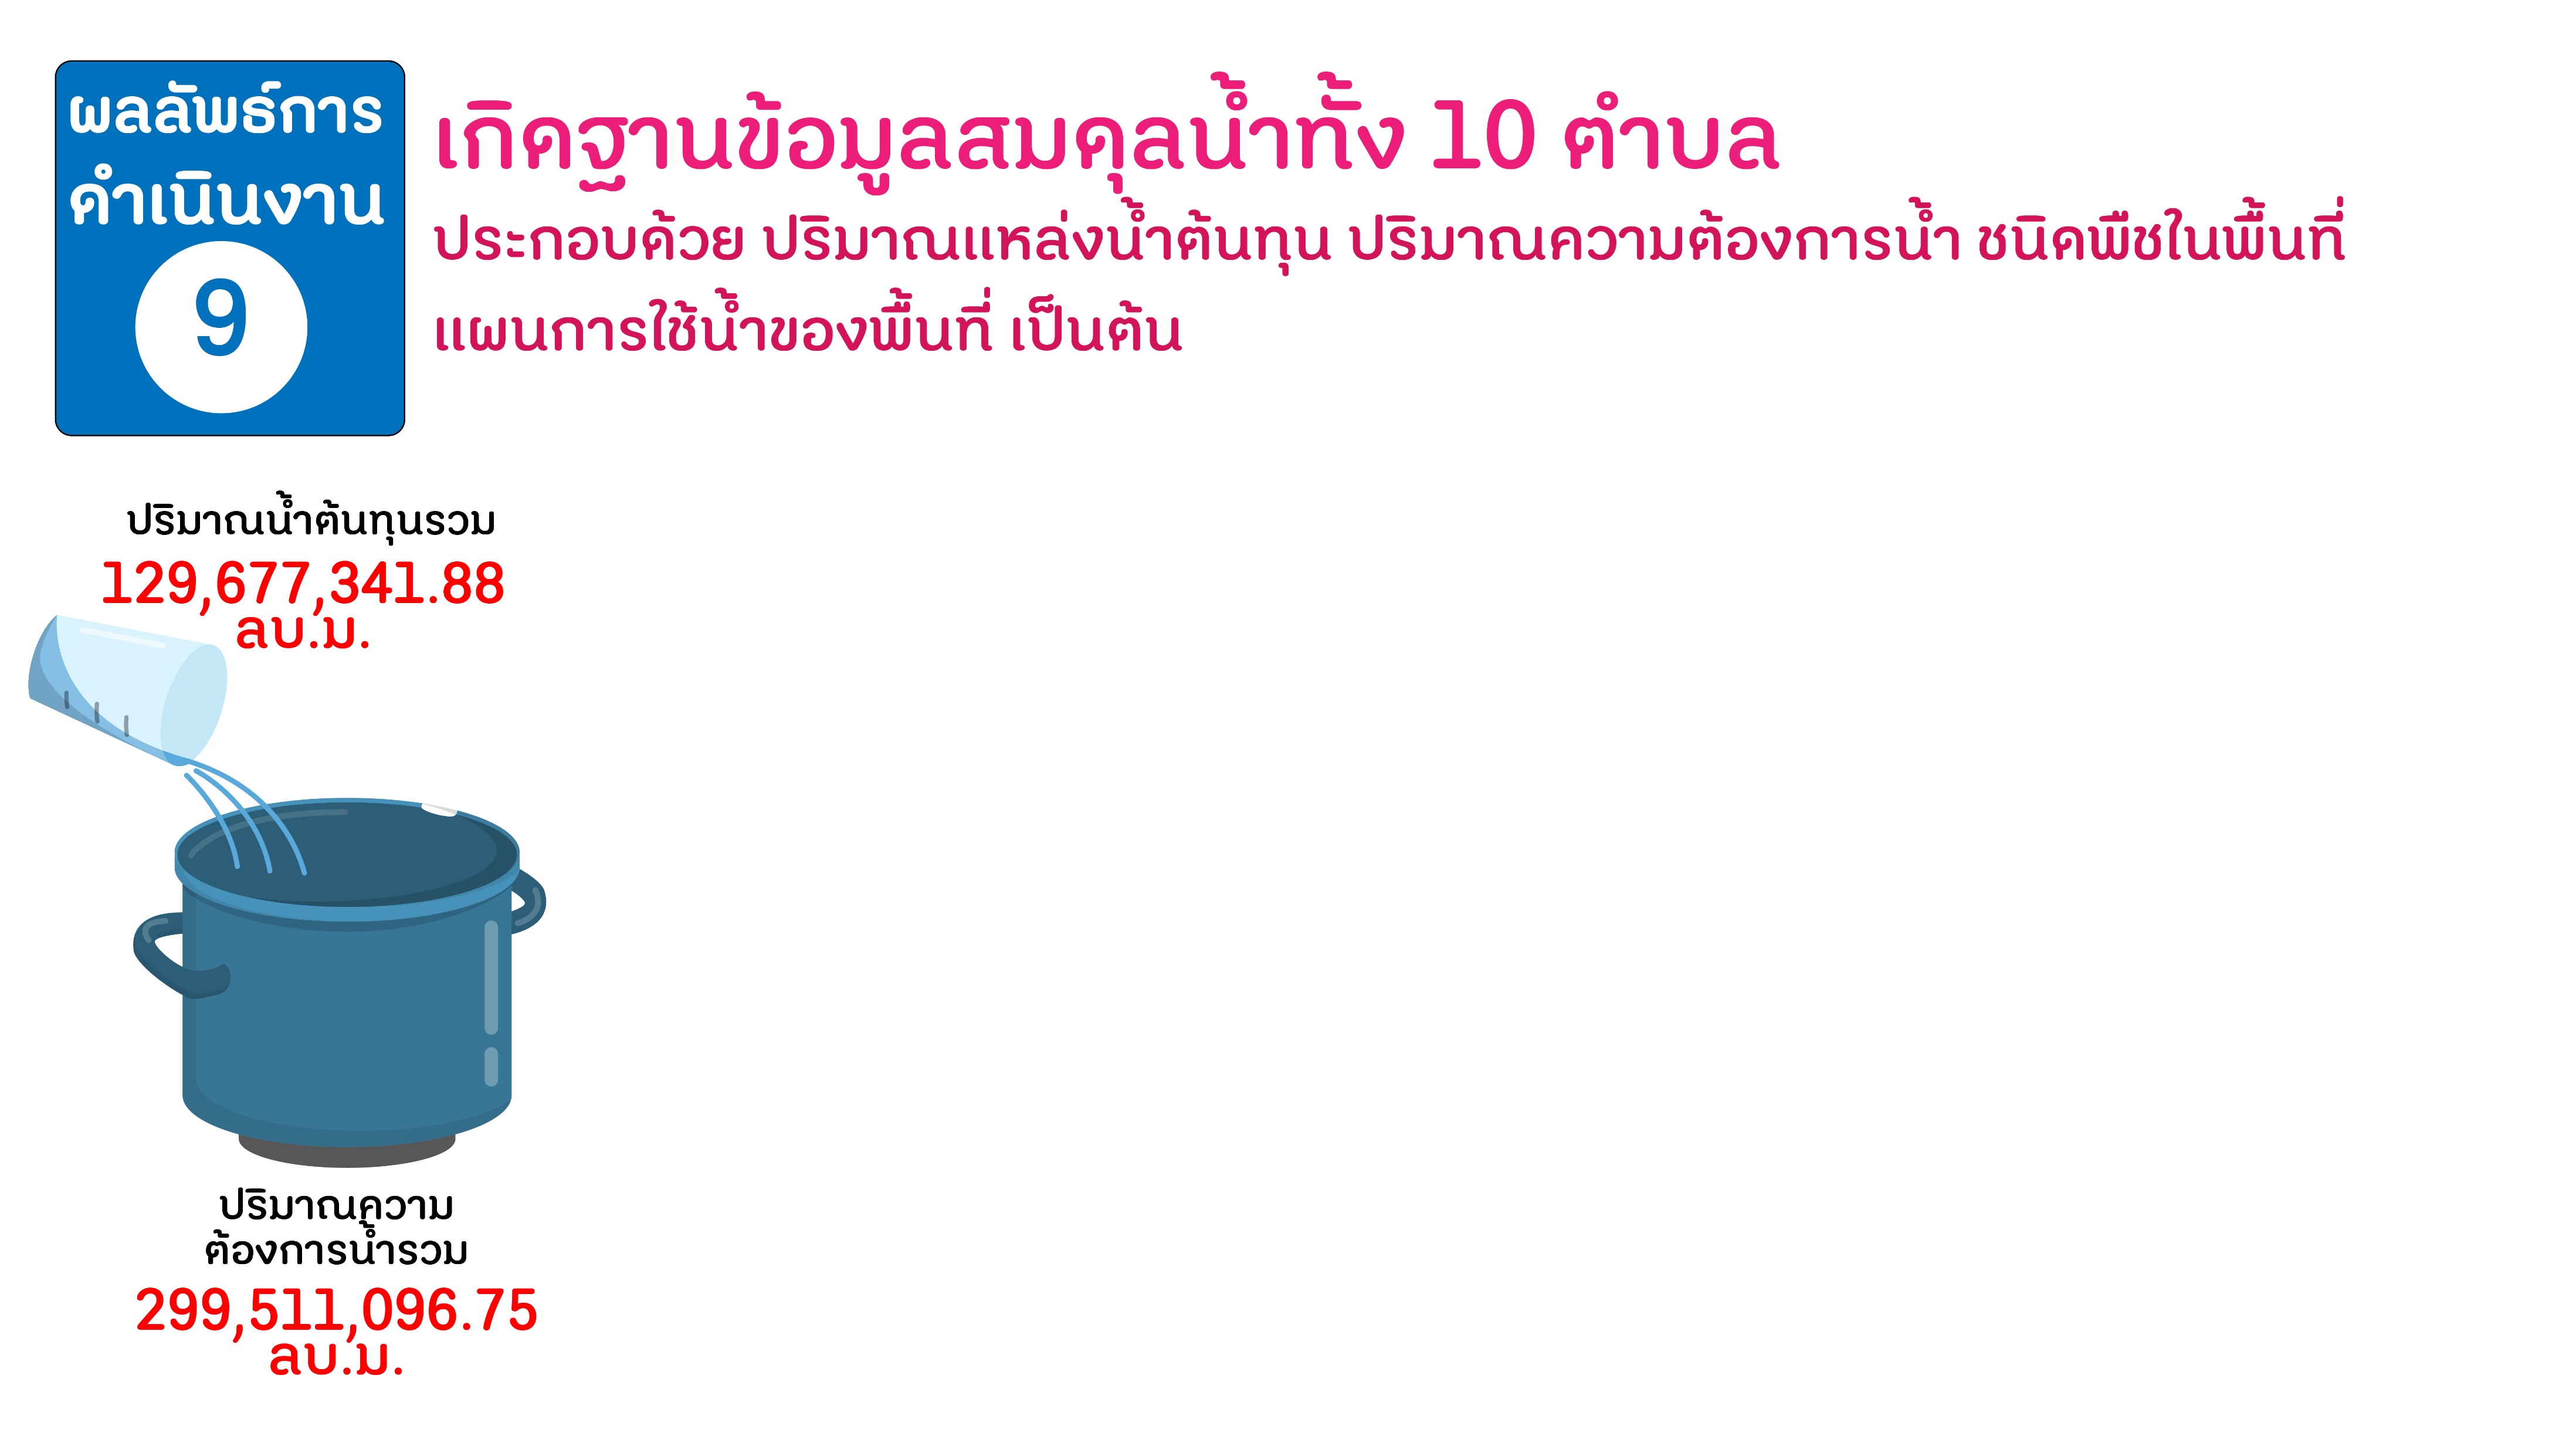 ผลลัพธ์การ
ดำเนินงาน
9
เกิดฐานข้อมูลสมดุลน้ำทั้ง 10 ตำบล
ประกอบด้วย ปริมาณแหล่งน้ำต้นทุน ปริมาณความต้องการน้ำ ชนิดพืชในพื้นที่
แผนการใช้น้ำของพื้นที่ เป็นต้น
ปริมาณน้ำต้นทุนรวม
129,677,341.88
ลบ.ม.
ปริมาณความ
ต้องการน้ำรวม
299,511,096.75
ลบ.ม.